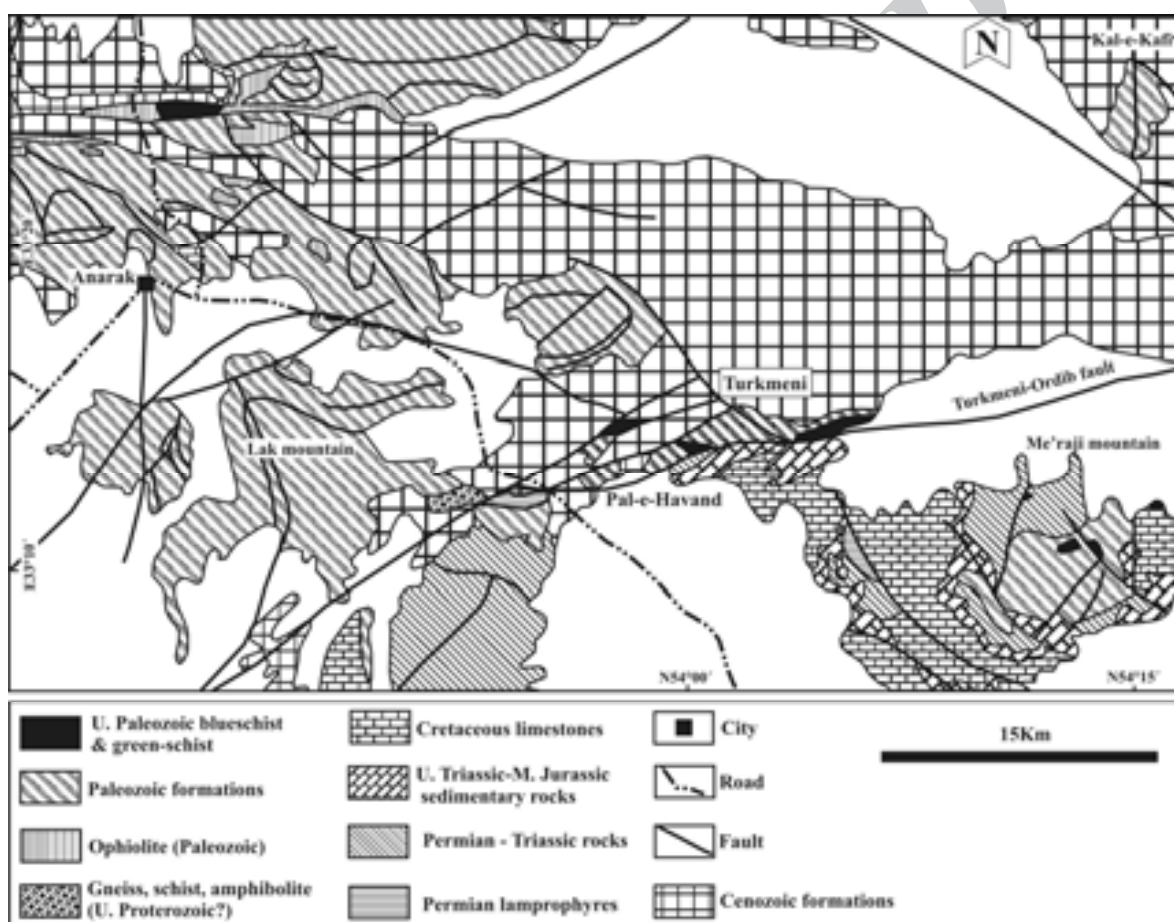 N
Kal-e-Kafi
E33°20´
Anarak
Turkmeni
Turkmeni-Ordib fault
Me'raji mountain
Lak mountain
Pal-e-Havand
E33°10´
N54°00´
N54°15´
U. Paleozoic blueschist
& green-schist
Paleozoic formations
Ophiolite (Paleozoic)
Gneiss, schist, amphibolite
(U. Proterozoic?)
Cretaceous limestones
U. Triassic-M. Jurassic
sedimentary rocks
Permian - Triassic rocks
Permian lamprophyres
City
Road
Fault
Cenozoic formations
15Km